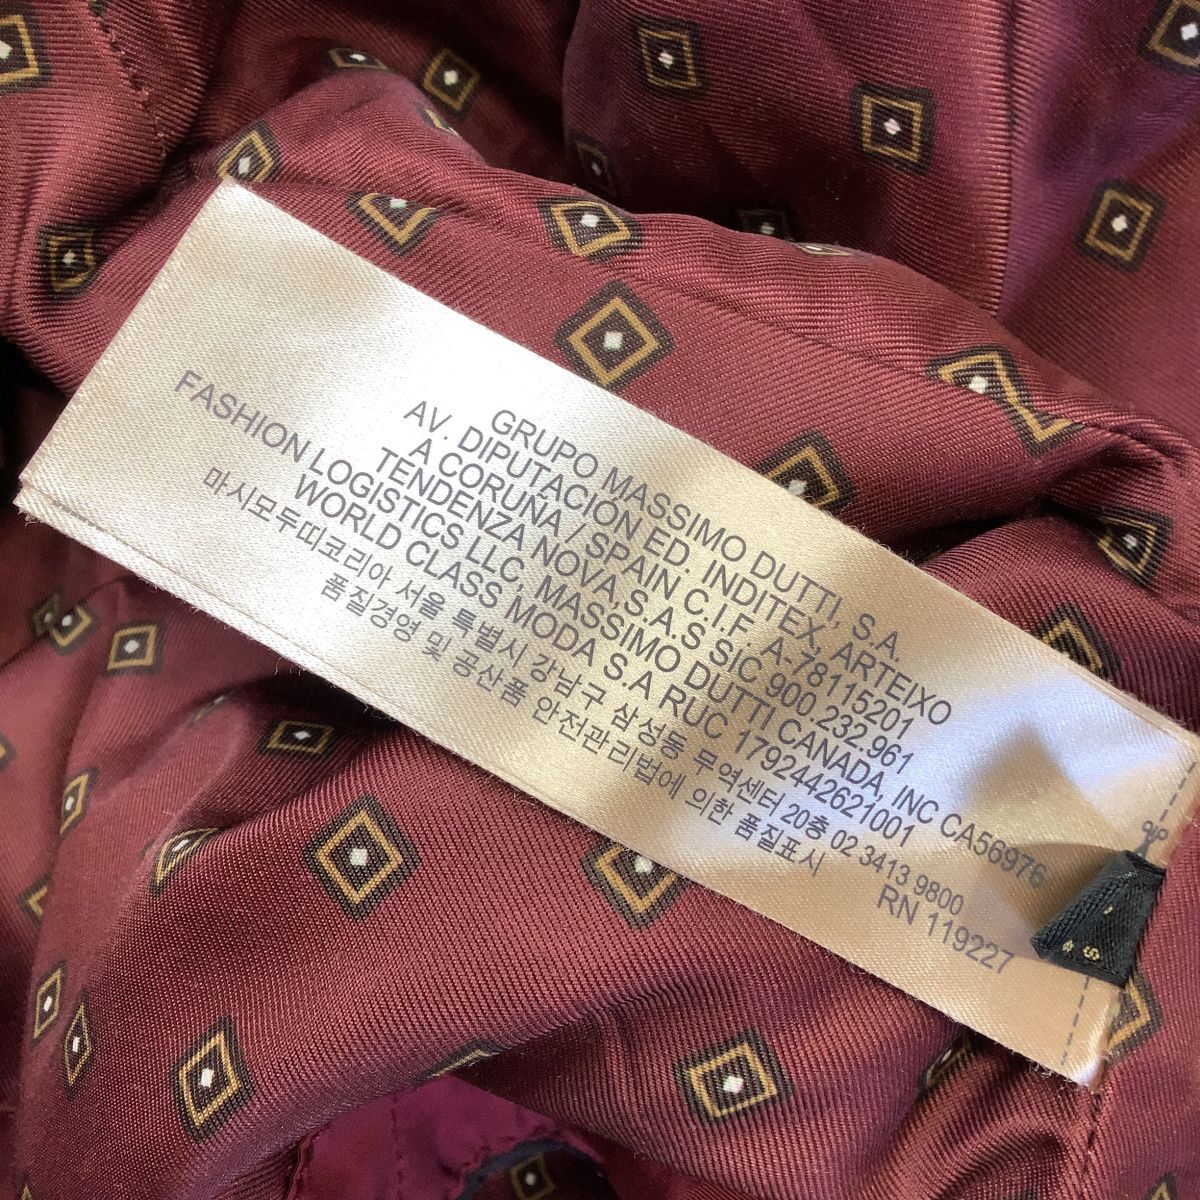 GRUPO MASSIMO DUTTI, S.A.
AV. DIPUTACIÓN ED. INDITEX, ARTEIXO
A CORUÑA / SPAIN C.I.F. A-78115201
TENDENZA NOVA,S.A.S SIC 900.232.961
FASHION LOGISTICS LLC, MASSIMO DUTTI CANADA, INC CA56976
WORLD CLASS MODA S.A RUC 1792442621001
마시모두띠코리아 서울 특별시 강남구 삼성동 무역센터 20층 02 3413 9800
품질경영 및 공산품 안전관리법에 의한 품질표시
RN 119227